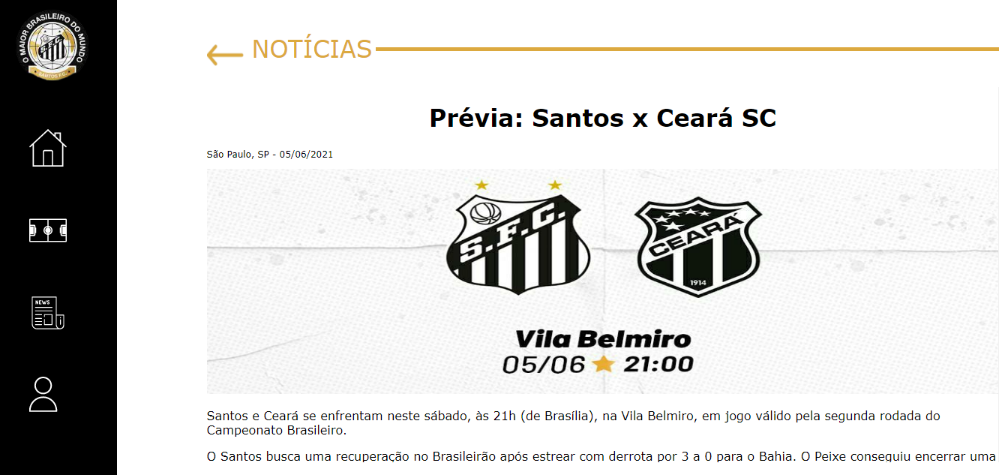 O MAIOR BRASILEIRO DO MUNDO
S.F.C.
SANTOS F.C.
NOTÍCIAS
Prévia: Santos x Ceará SC
São Paulo, SP - 05/06/2021
S.F.C.
CEARÁ
1914
Vila Belmiro
05/06 21:00
NEWS
Santos e Ceará se enfrentam neste sábado, às 21h (de Brasília), na Vila Belmiro, em jogo válido pela segunda rodada do
Campeonato Brasileiro.
O Santos busca uma recuperação no Brasileirão após estrear com derrota por 3 a 0 para o Bahia. O Peixe conseguiu encerrar uma